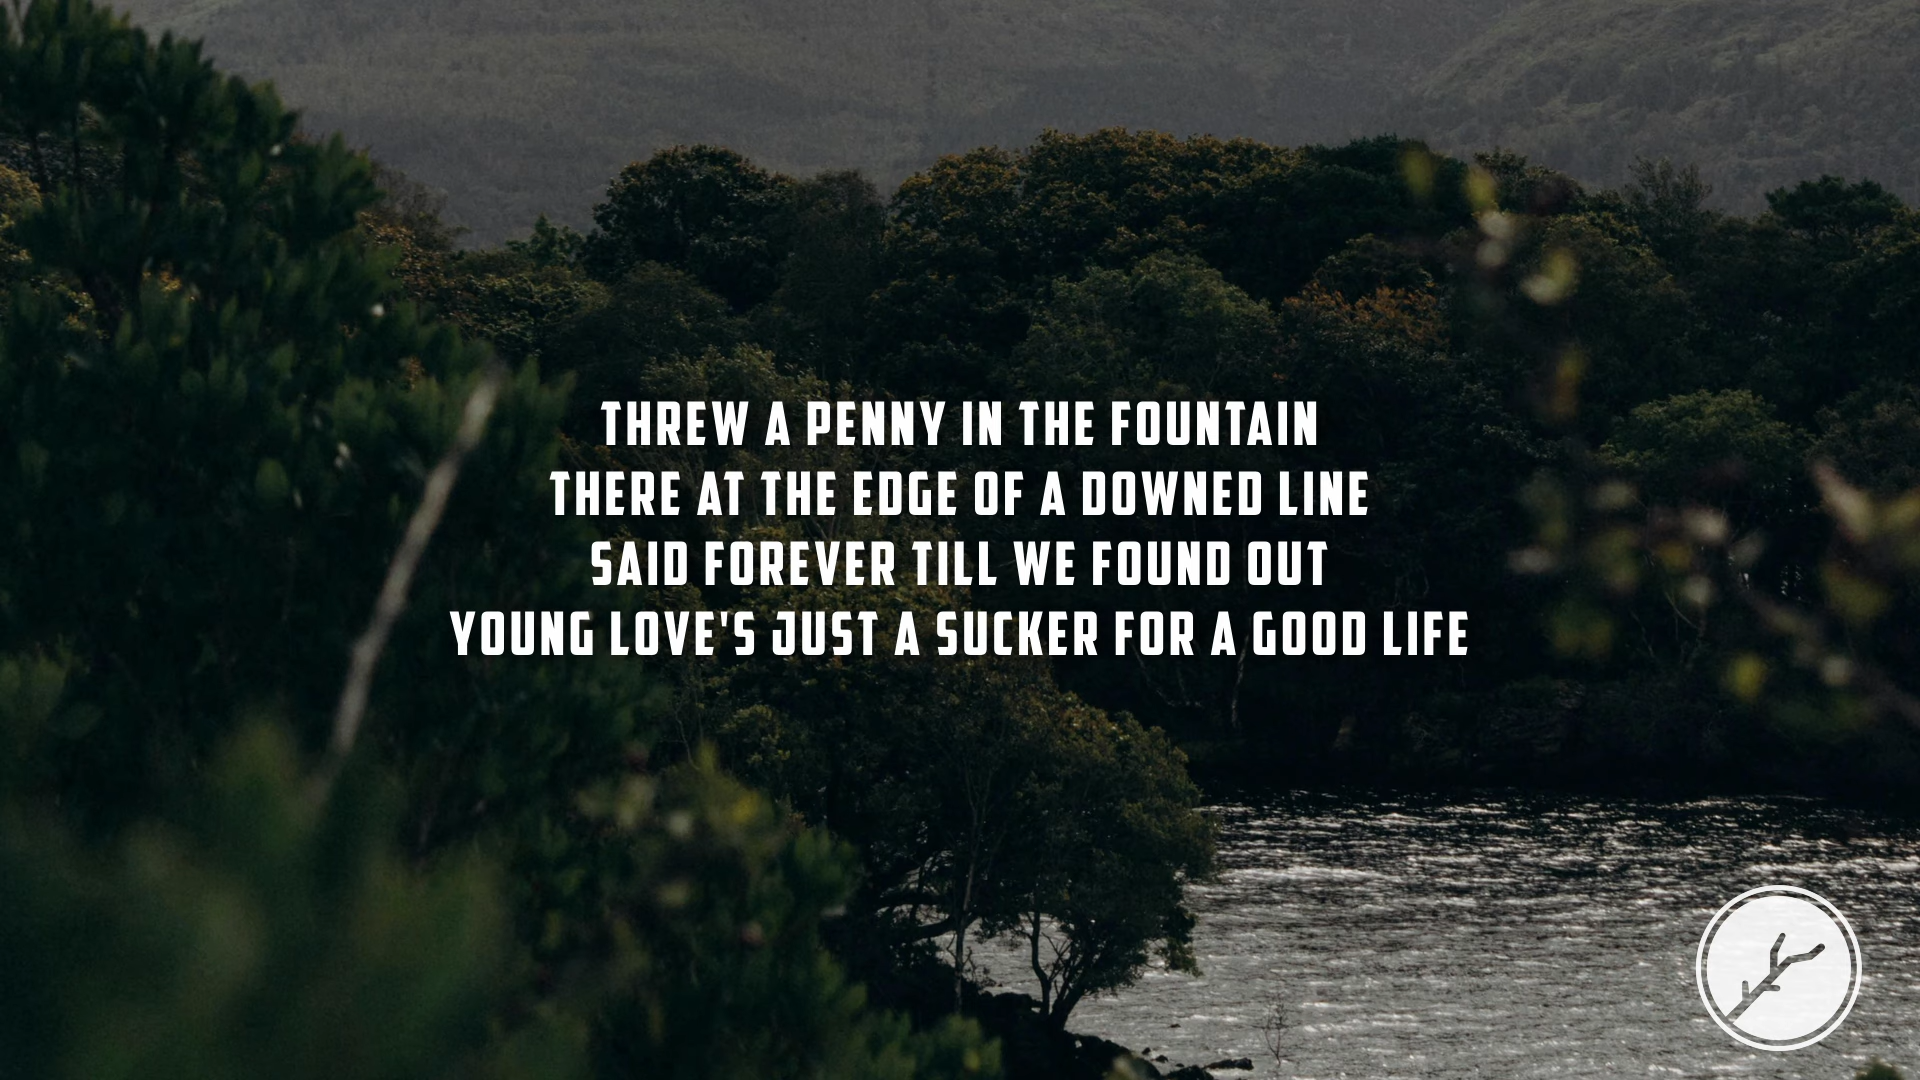 THREW A PENNY IN THE FOUNTAIN
THERE AT THE EDGE OF A DOWNED LINE
SAID FOREVER TILL WE FOUND OUT
YOUNG LOVE'S JUST A SUCKER FOR A GOOD LIFE